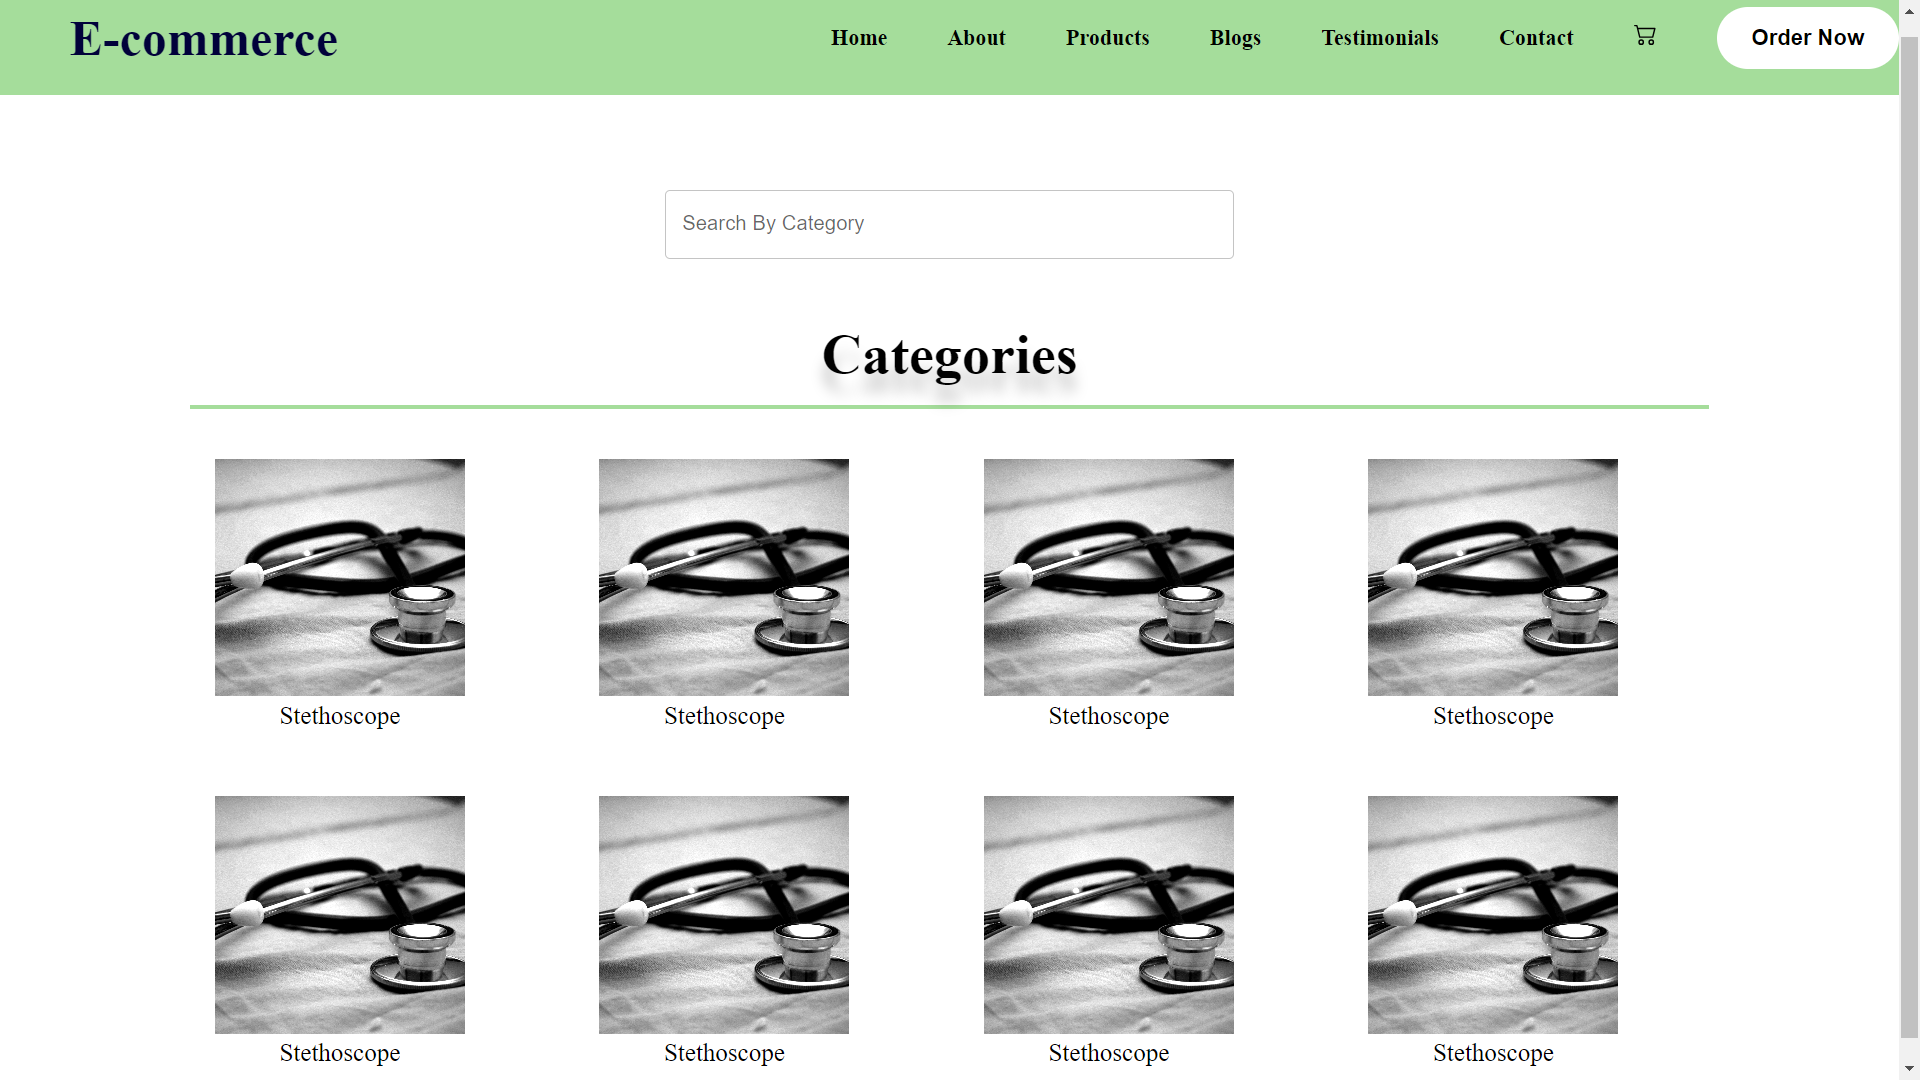 E-commerce
Home About Products Blogs Testimonials Contact Order Now
Search By Category
Categories
Stethoscope Stethoscope Stethoscope Stethoscope
Stethoscope Stethoscope Stethoscope Stethoscope